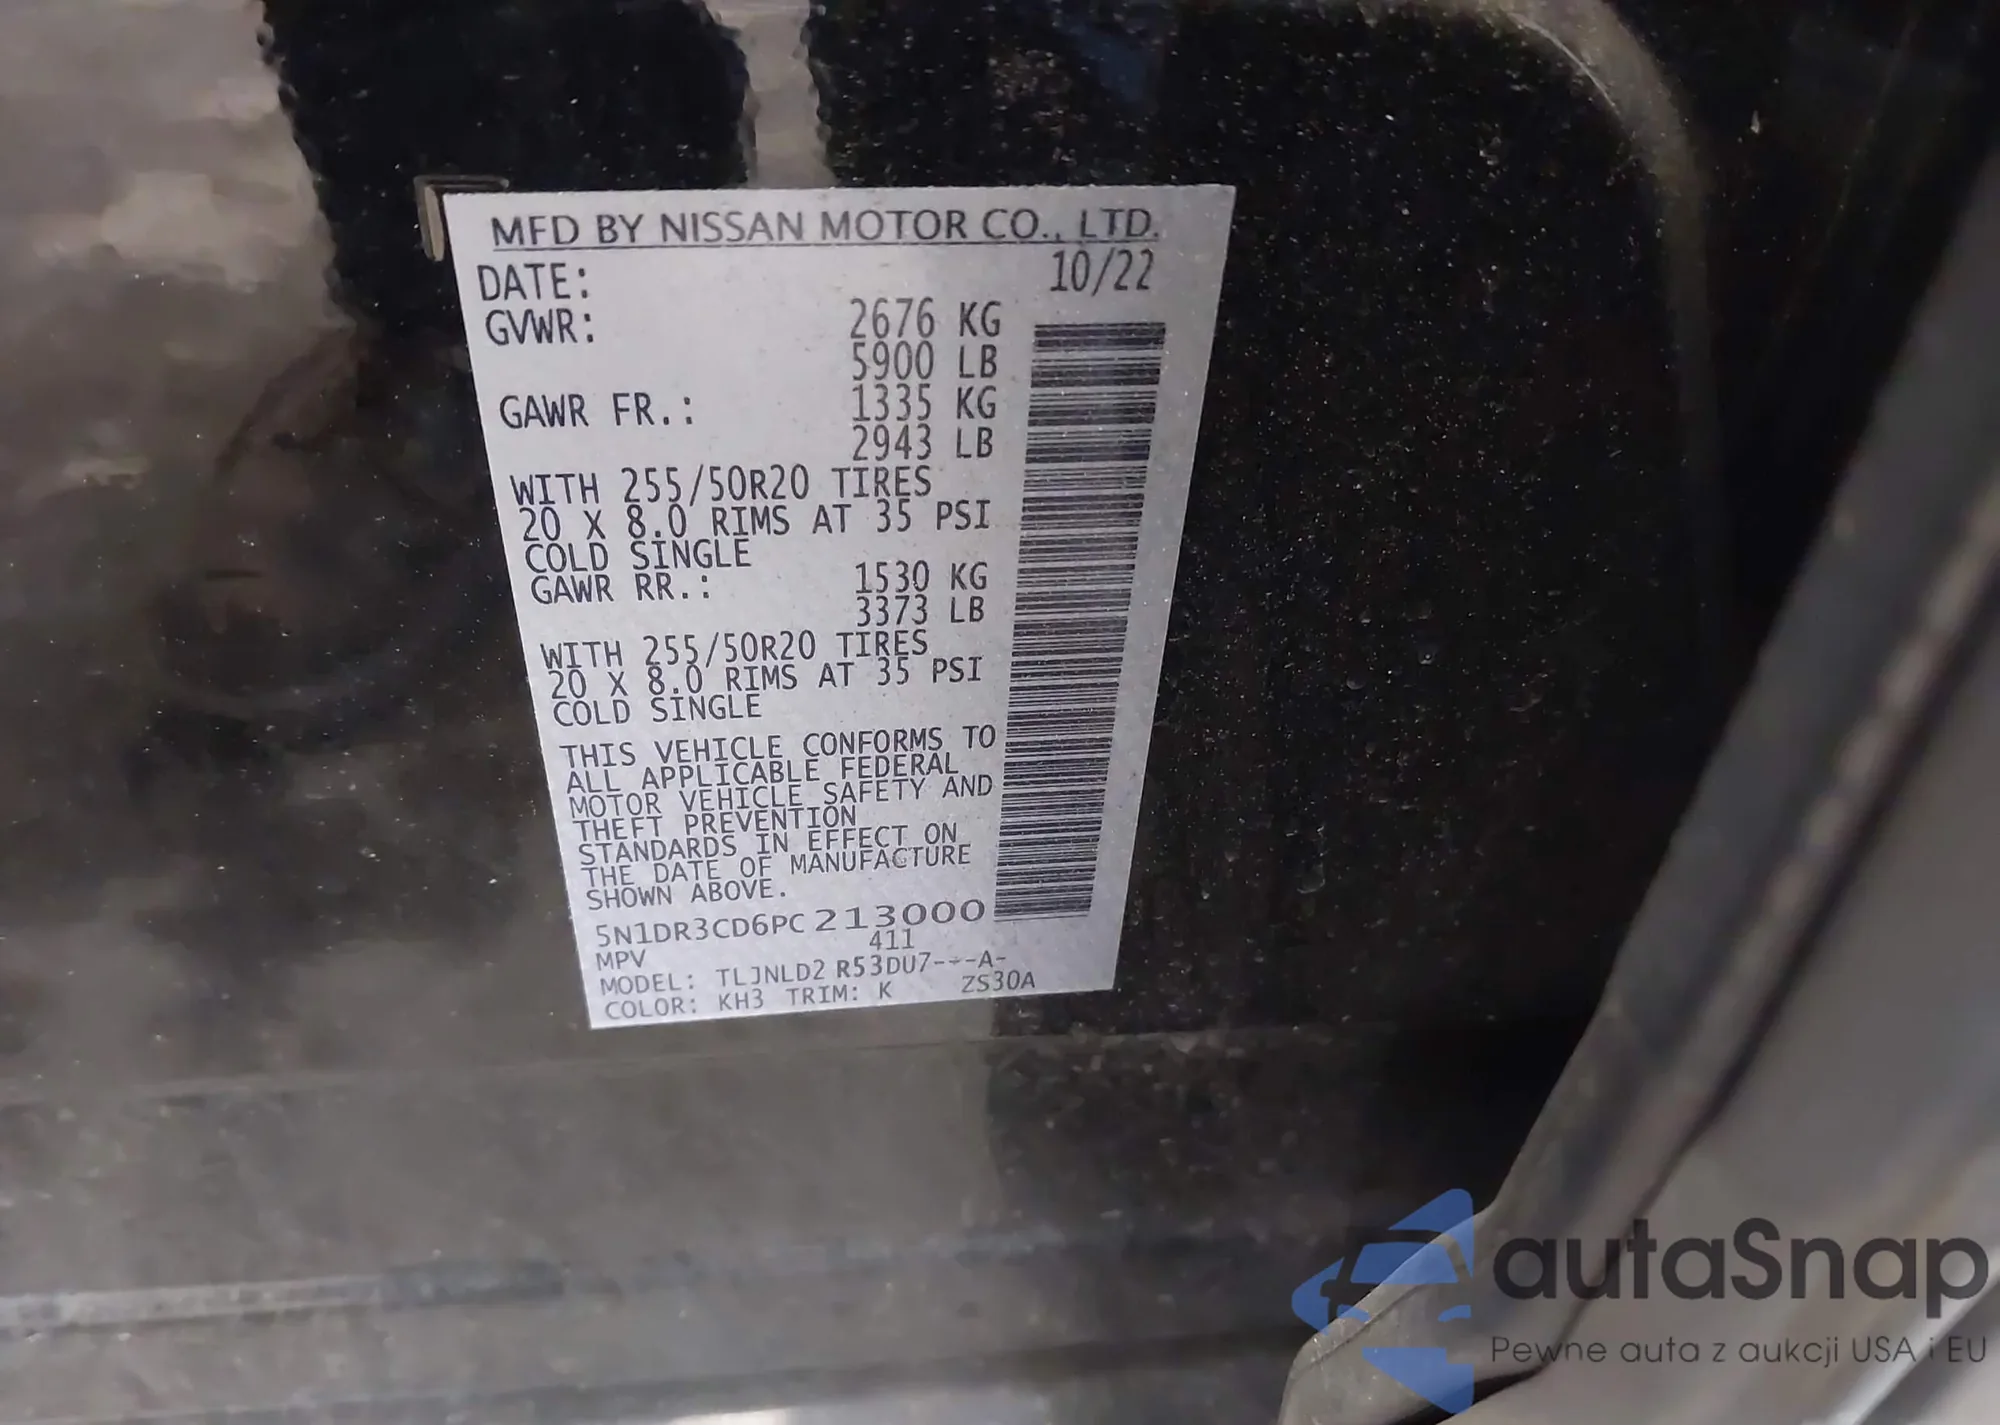 MFD BY NISSAN MOTOR CO., LTD.
DATE: 10/22
GVWR: 2676 KG
5900 LB
GAWR FR.: 1335 KG
2943 LB
WITH 255/50R20 TIRES
20 X 8.0 RIMS AT 35 PSI
COLD SINGLE
GAWR RR.: 1530 KG
3373 LB
WITH 255/50R20 TIRES
20 X 8.0 RIMS AT 35 PSI
COLD SINGLE
THIS VEHICLE CONFORMS TO
ALL APPLICABLE FEDERAL
MOTOR VEHICLE SAFETY AND
THEFT PREVENTION
STANDARDS IN EFFECT ON
THE DATE OF MANUFACTURE
SHOWN ABOVE.
5N1DR3CD6PC213000
MPV 411
MODEL: TLJNLD2 R53DU7---A-
COLOR: KH3 TRIM: K ZS30A
autaSnap
Pewne auta z aukcji USA i EU